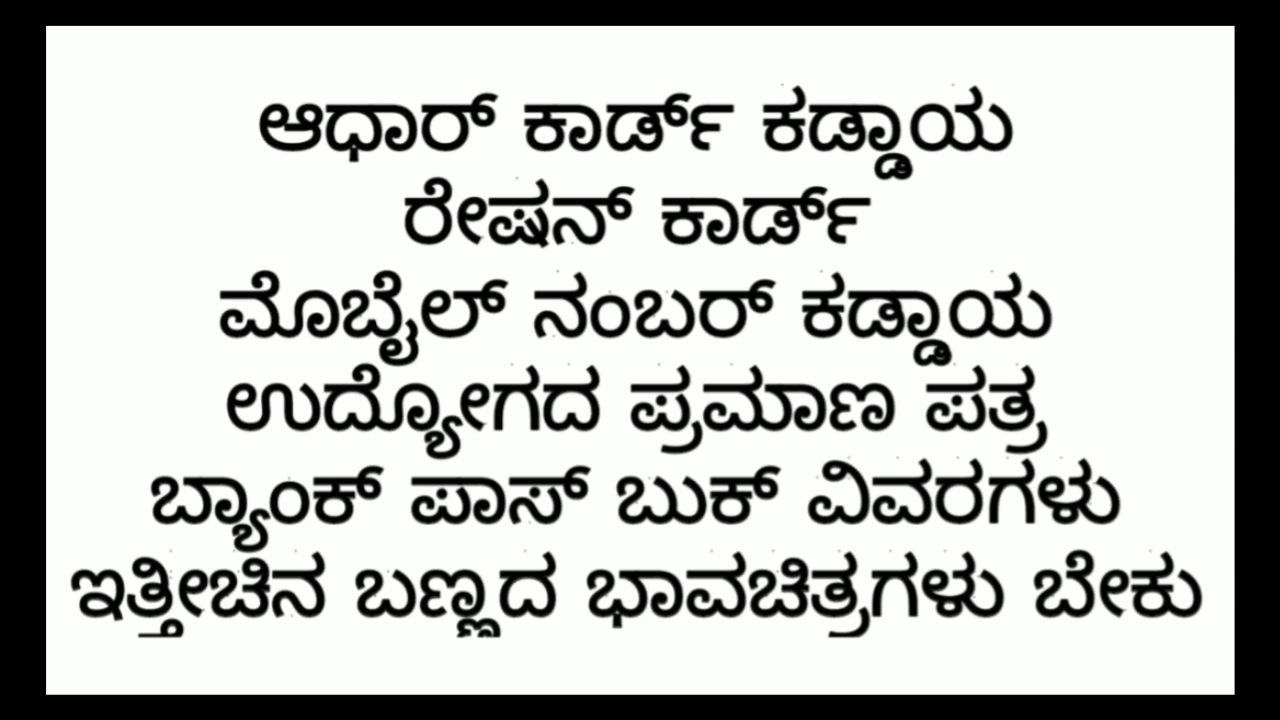 ಆಧಾರ್ ಕಾರ್ಡ್ ಕಡ್ಡಾಯ
ರೇಷನ್ ಕಾರ್ಡ್
ಮೊಬೈಲ್ ನಂಬರ್ ಕಡ್ಡಾಯ
ಉದ್ಯೋಗದ ಪ್ರಮಾಣ ಪತ್ರ
ಬ್ಯಾಂಕ್ ಪಾಸ್ ಬುಕ್ ವಿವರಗಳು
ಇತ್ತೀಚಿನ ಬಣ್ಣದ ಭಾವಚಿತ್ರಗಳು ಬೇಕು